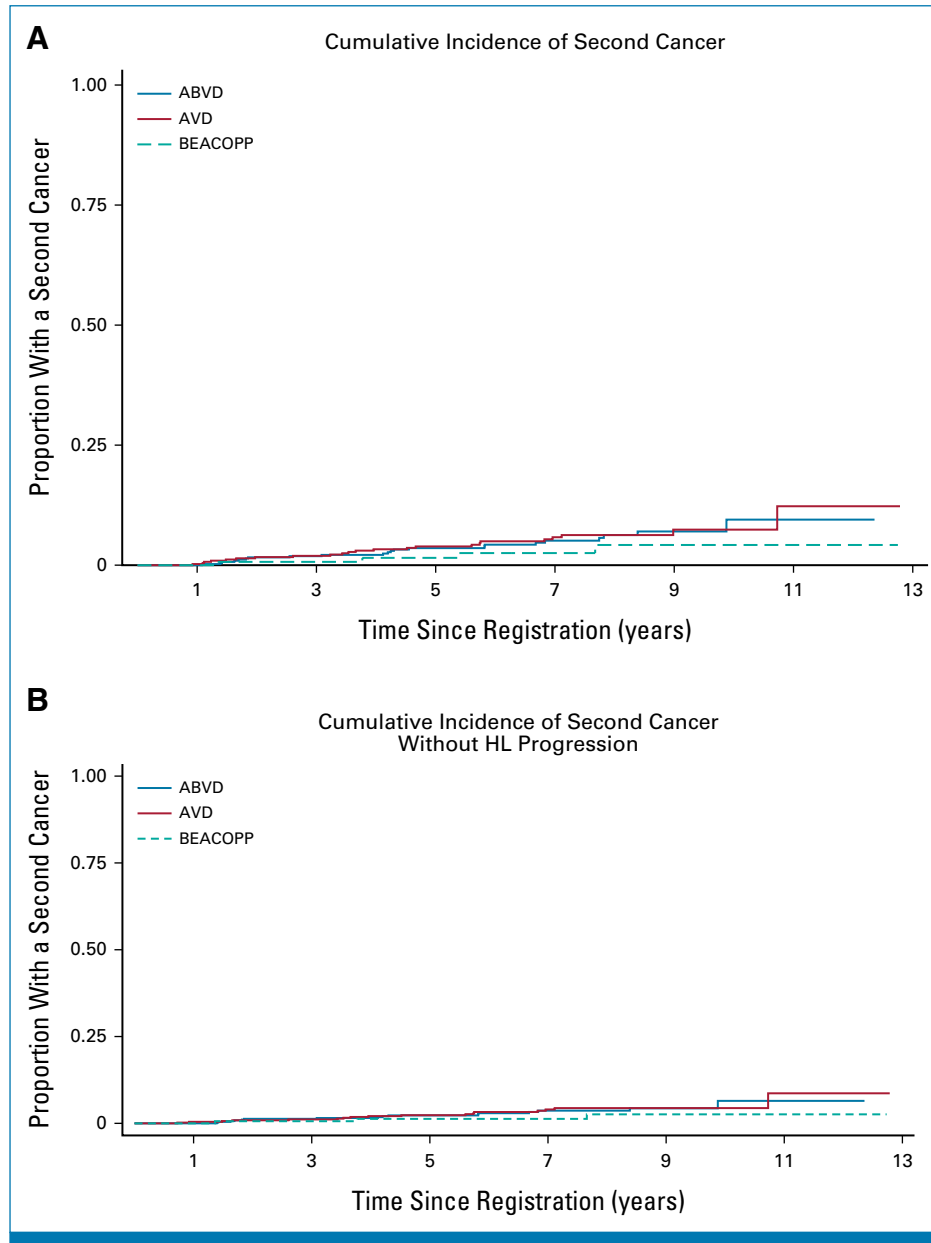 A
Cumulative Incidence of Second Cancer
ABVD
AVD
BEACOPP
Proportion With a Second Cancer
1.00
0.75
0.50
0.25
0
1 3 5 7 9 11 13
Time Since Registration (years)
B
Cumulative Incidence of Second Cancer
Without HL Progression
ABVD
AVD
BEACOPP
Proportion With a Second Cancer
1.00
0.75
0.50
0.25
0
1 3 5 7 9 11 13
Time Since Registration (years)